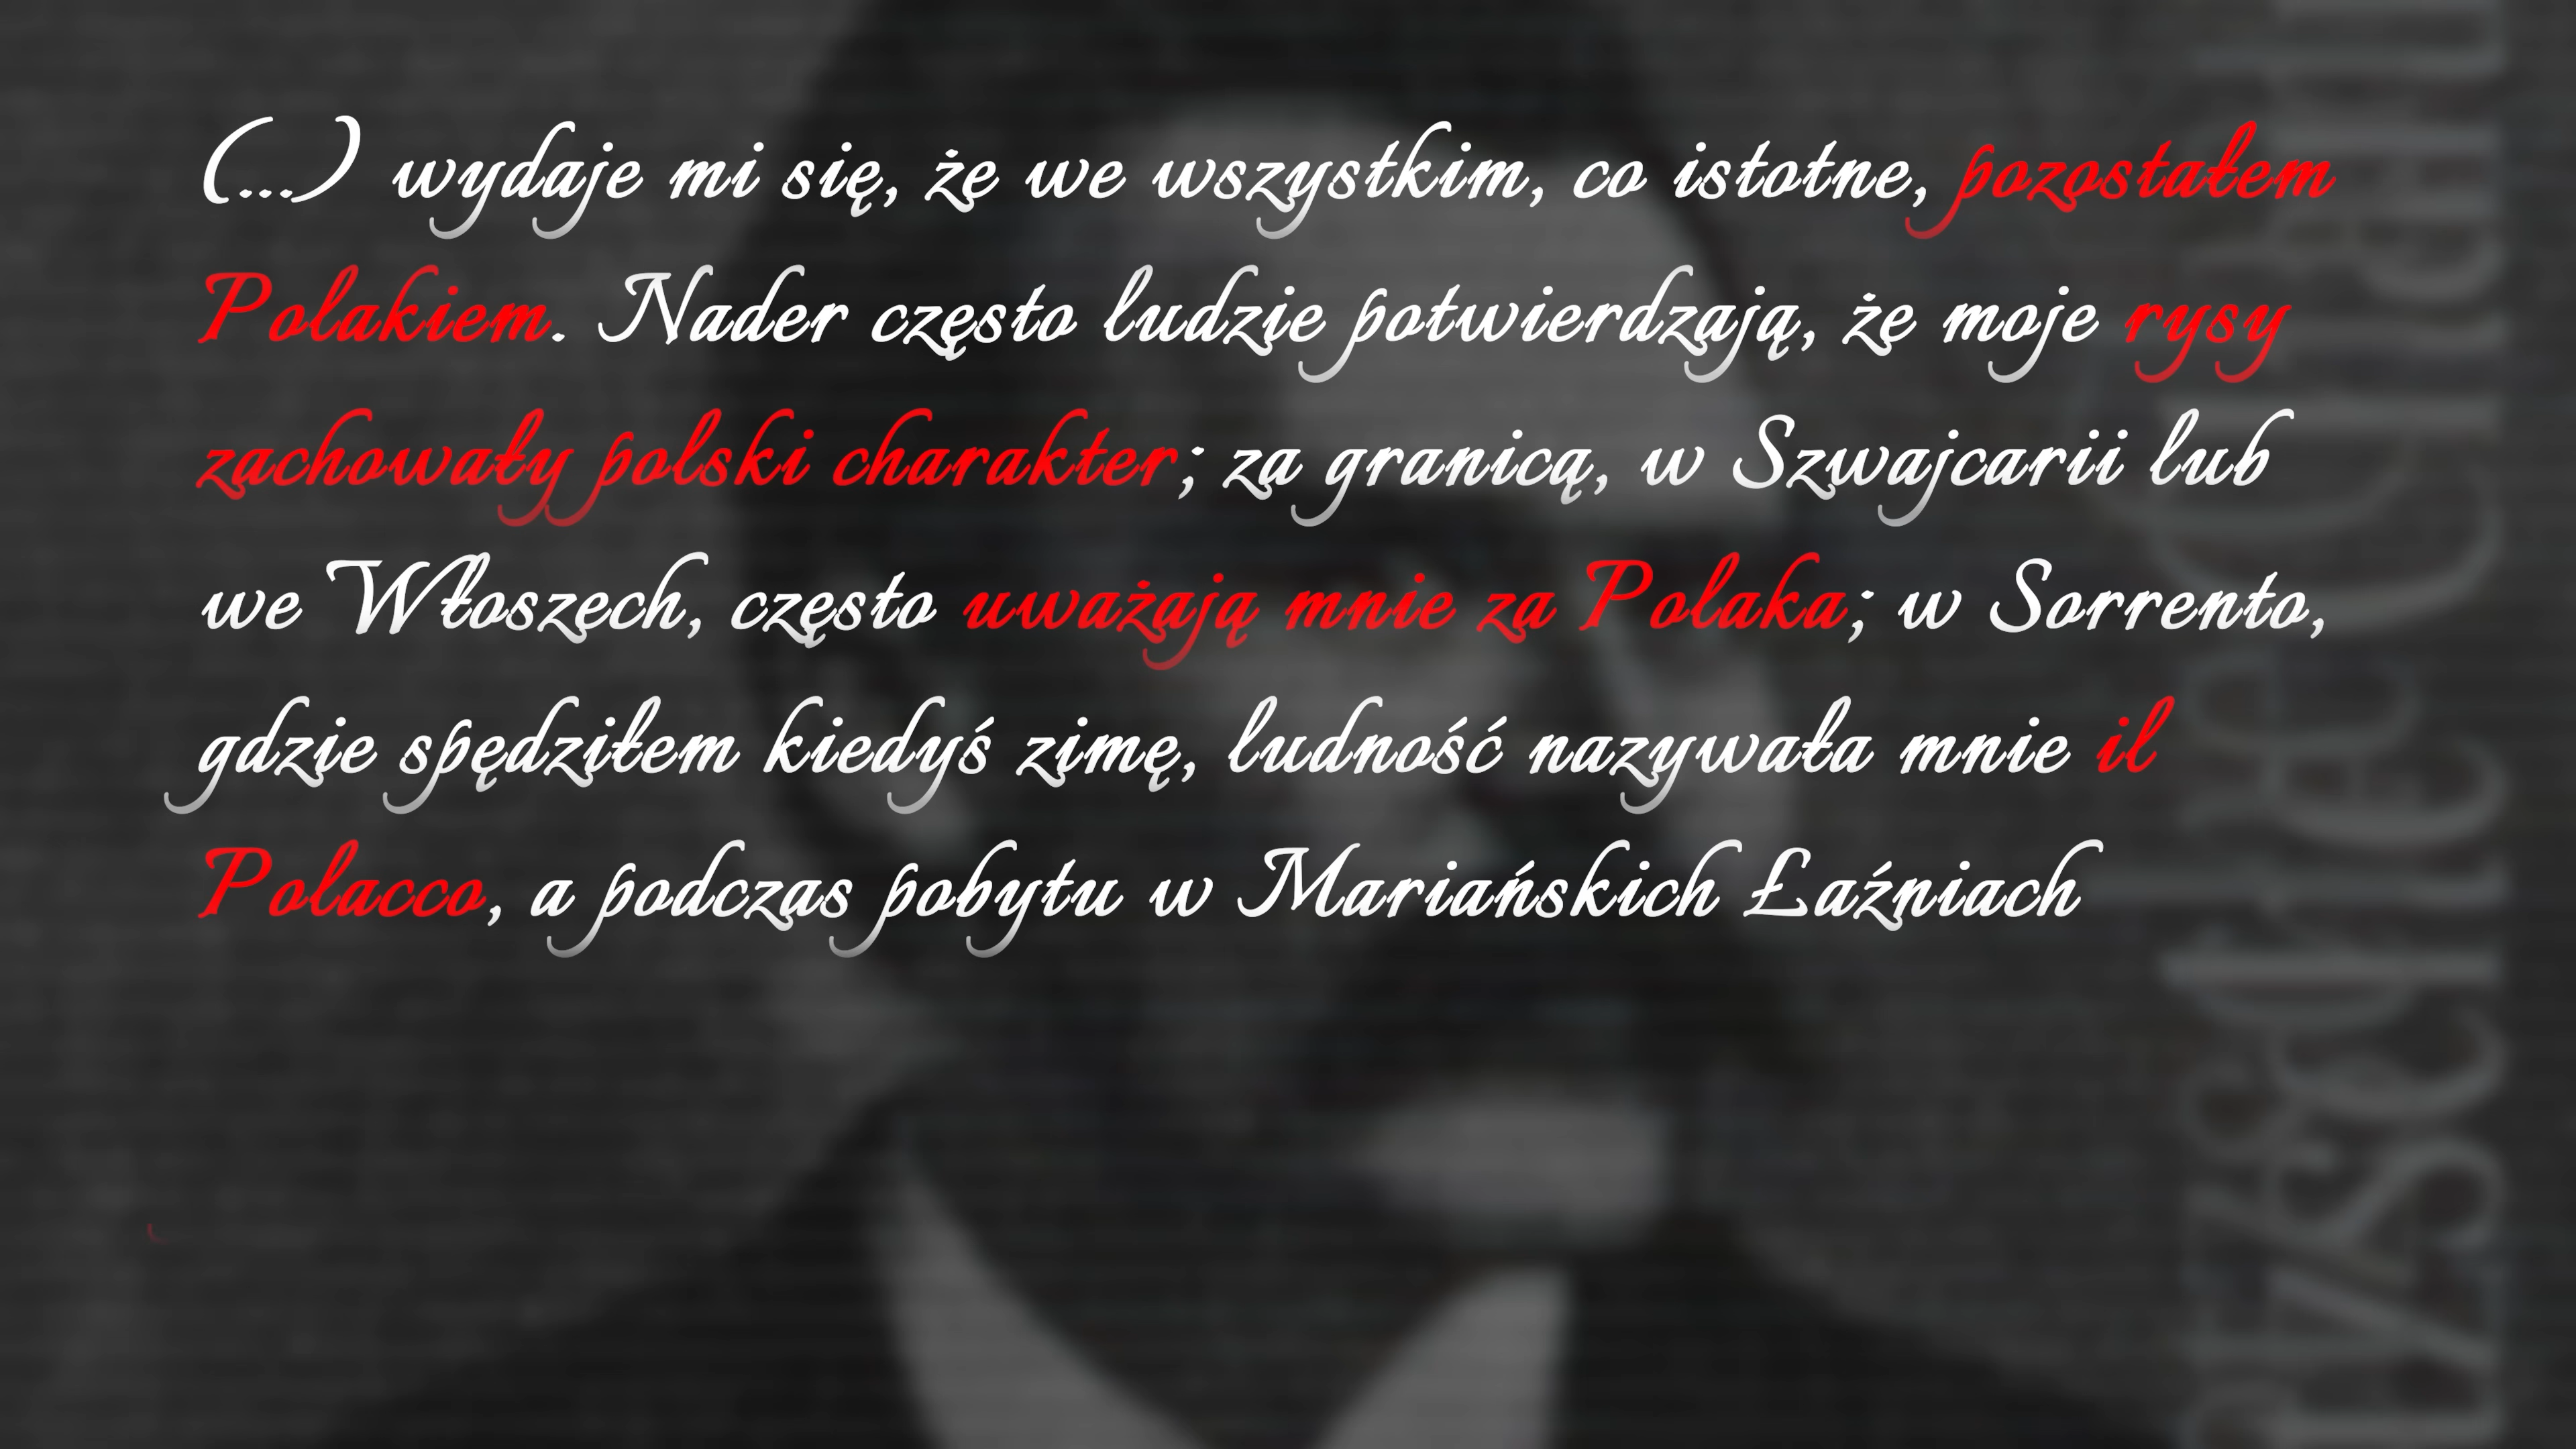 (...) wydaje mi się, że we wszystkim, co istotne, pozostałem
Polakiem. Nader często ludzie potwierdzają, że moje rysy
zachowały polski charakter; za granicą, w Szwajcarii lub
we Włoszech, często uważają mnie za Polaka; w Sorrento,
gdzie spędziłem kiedyś zimę, ludność nazywała mnie il
Polacco, a podczas pobytu w Mariańskich Łaźniach